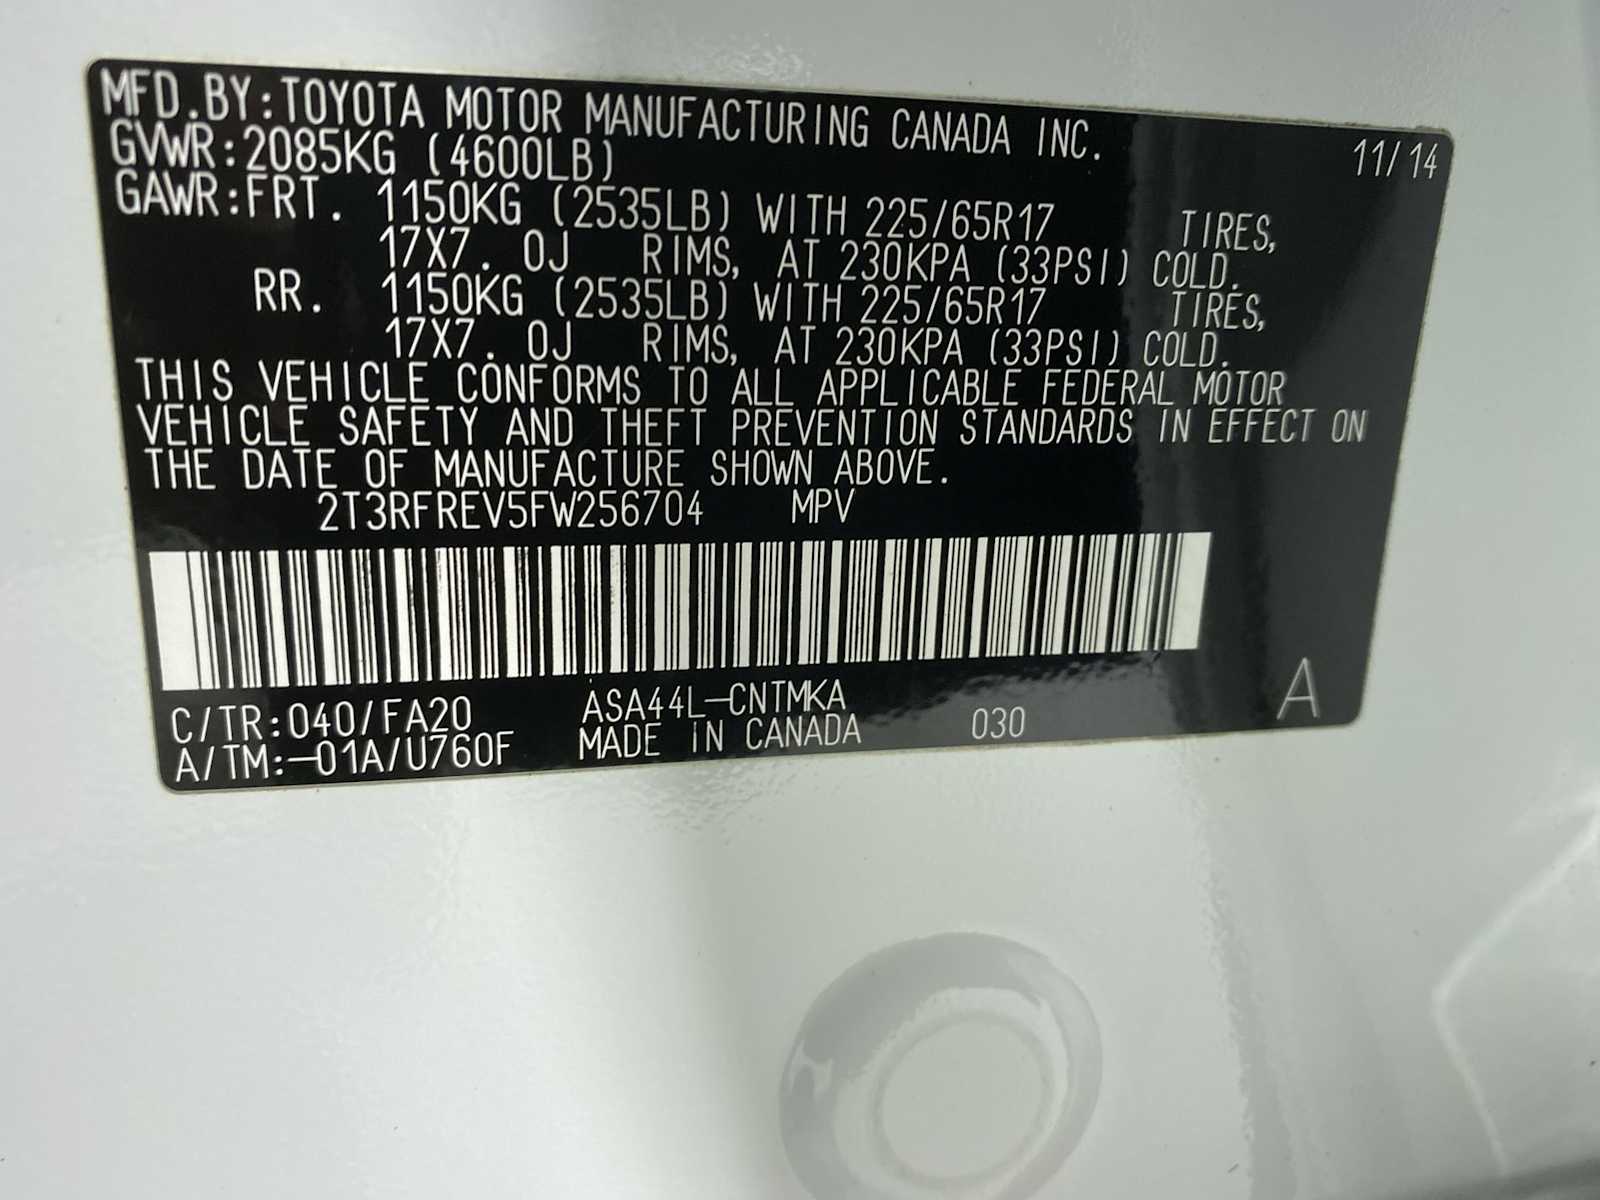 MFD.BY:TOYOTA MOTOR MANUFACTURING CANADA INC. 11/14
GVWR:2085KG (4600LB)
GAWR:FRT. 1150KG (2535LB) WITH 225/65R17 TIRES,
17X7.0J RIMS, AT 230KPA (33PSI) COLD.
RR. 1150KG (2535LB) WITH 225/65R17 TIRES,
17X7.0J RIMS, AT 230KPA (33PSI) COLD.
THIS VEHICLE CONFORMS TO ALL APPLICABLE FEDERAL MOTOR
VEHICLE SAFETY AND THEFT PREVENTION STANDARDS IN EFFECT ON
THE DATE OF MANUFACTURE SHOWN ABOVE.
2T3RFREV5FW256704 MPV
C/TR:040/FA20 ASA44L-CNTMKA
A/TM:-01A/U760F MADE IN CANADA 030 A